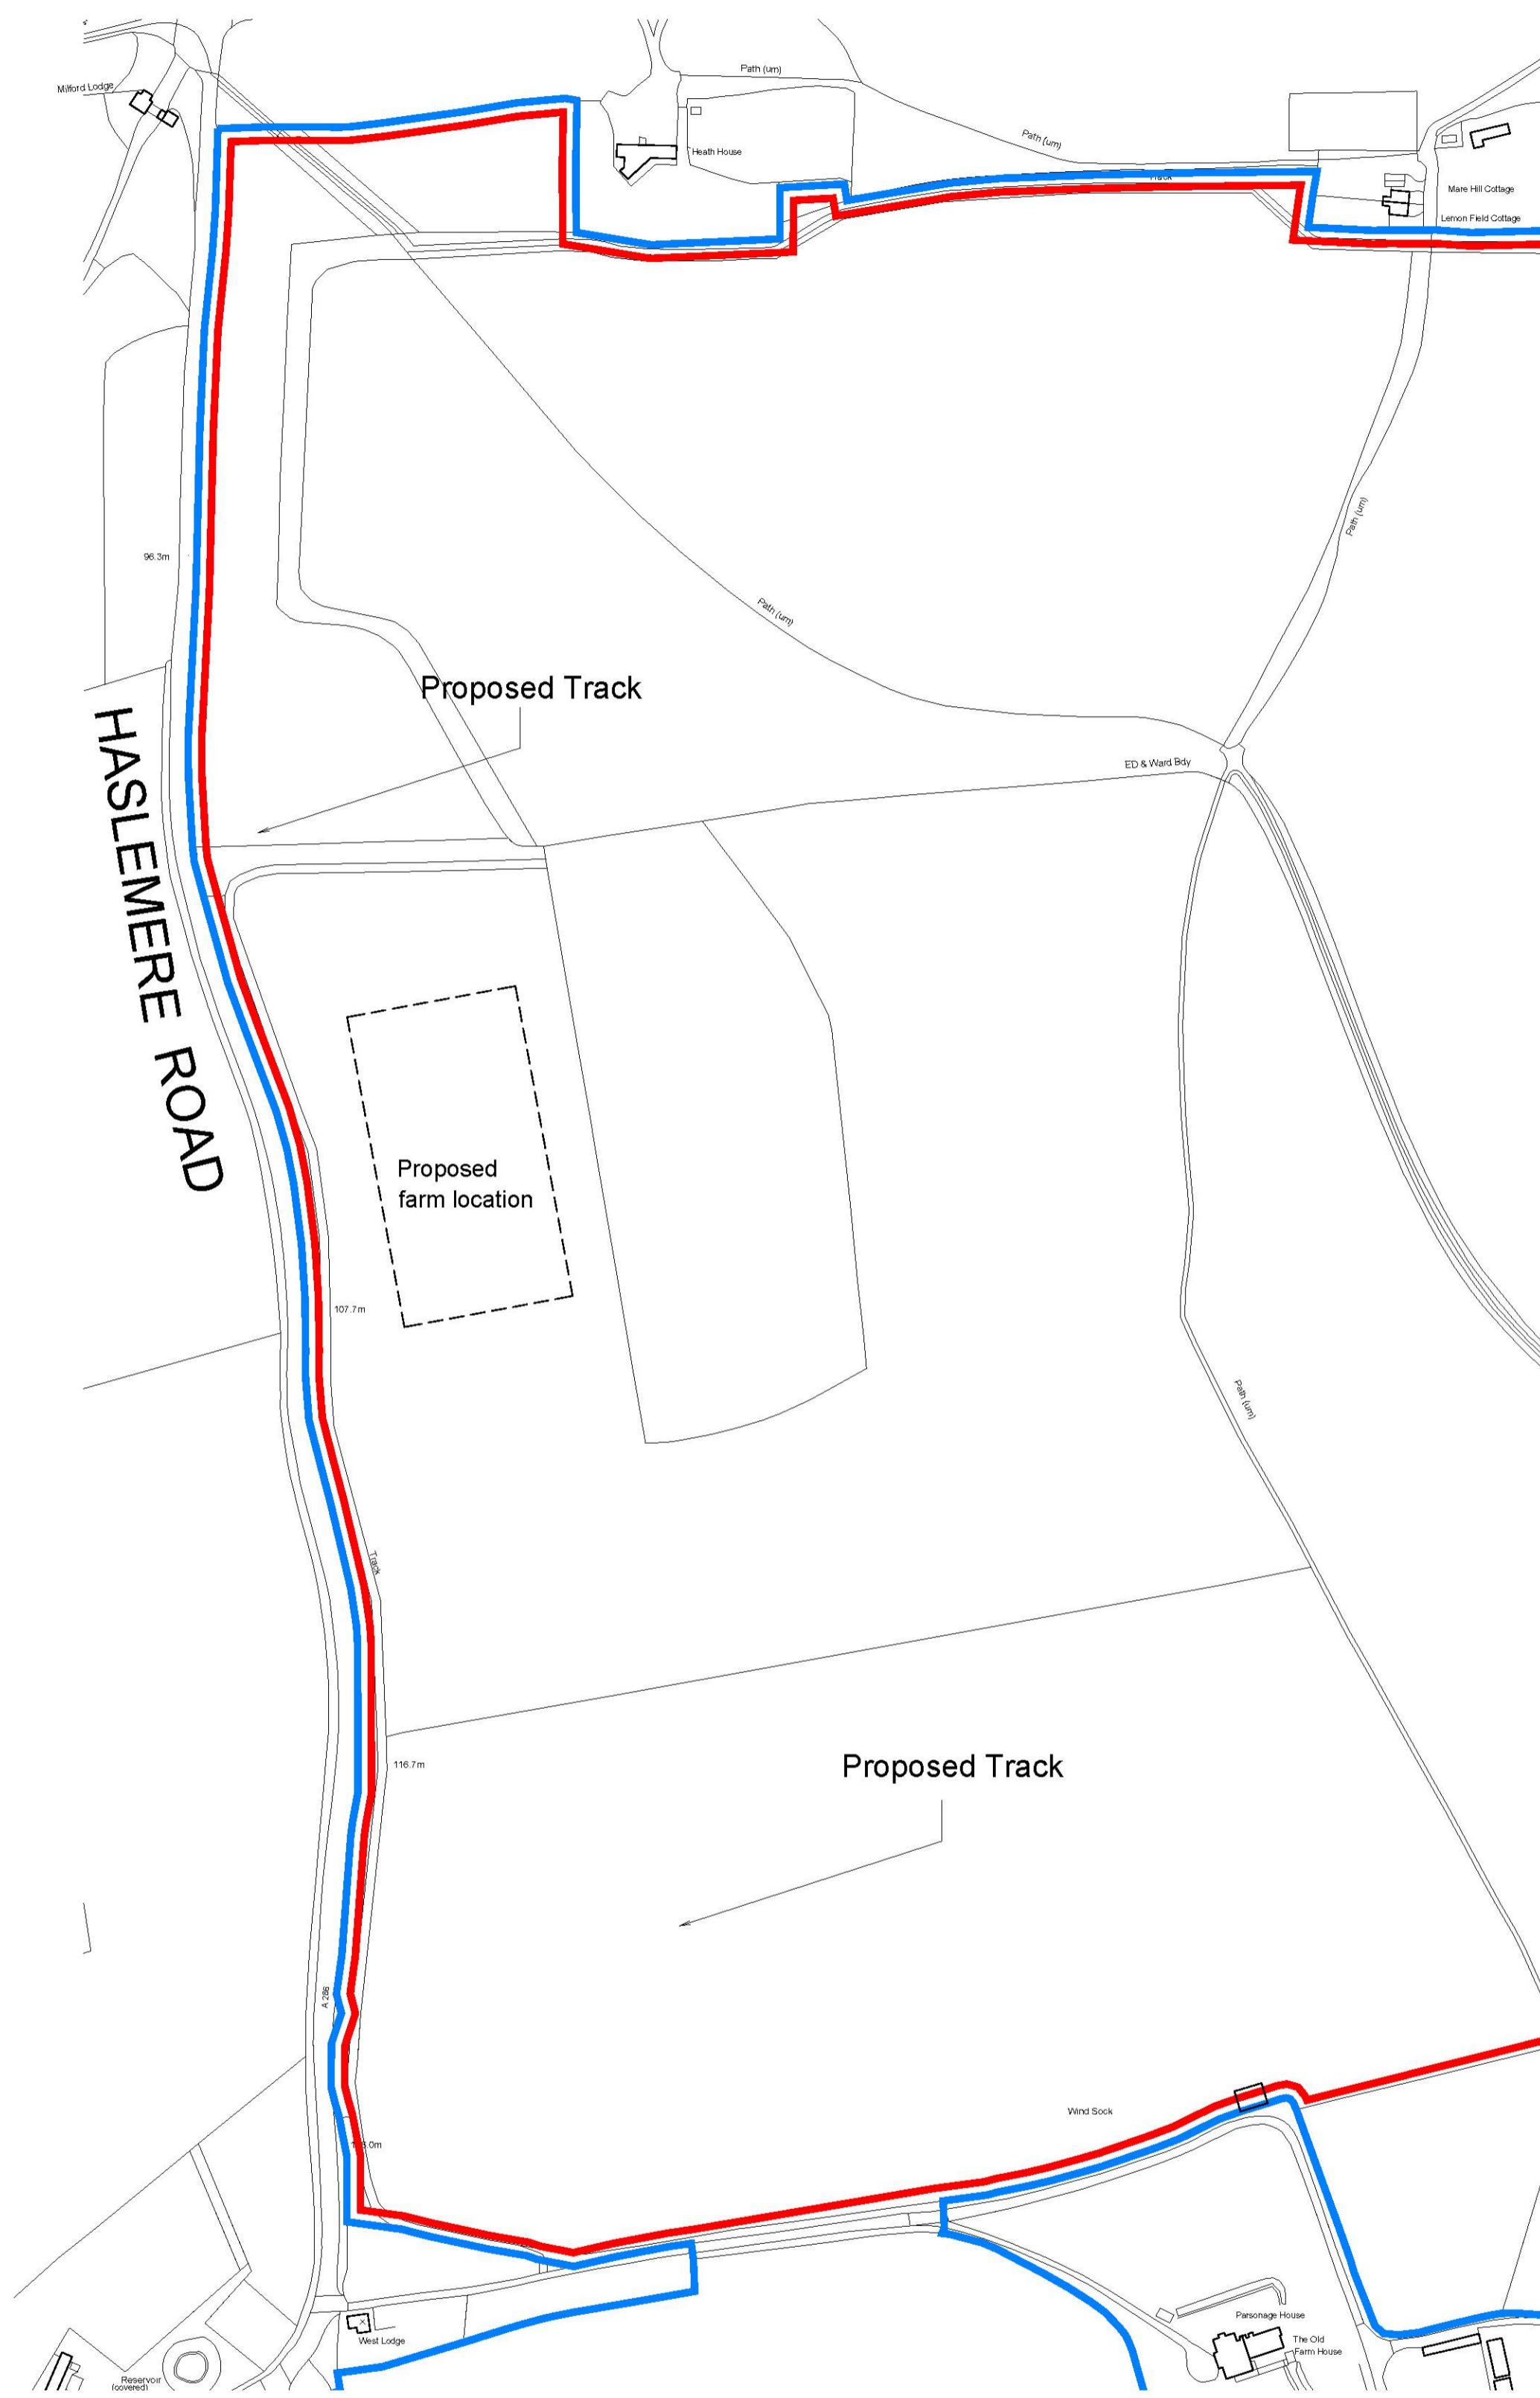 Path (um)
Milford Lodge
Path (um)
Heath House
Track
Mare Hill Cottage
Lemon Field Cottage
Path (um)
96.3m
Path (um)
Proposed Track
HASLEMERE ROAD
ED & Ward Bdy
Proposed
farm location
107.7m
Path (um)
Track
Proposed Track
116.7m
A 286
Wind Sock
Parsonage House
West Lodge
The Old
Farm House
Reservoir
(covered)